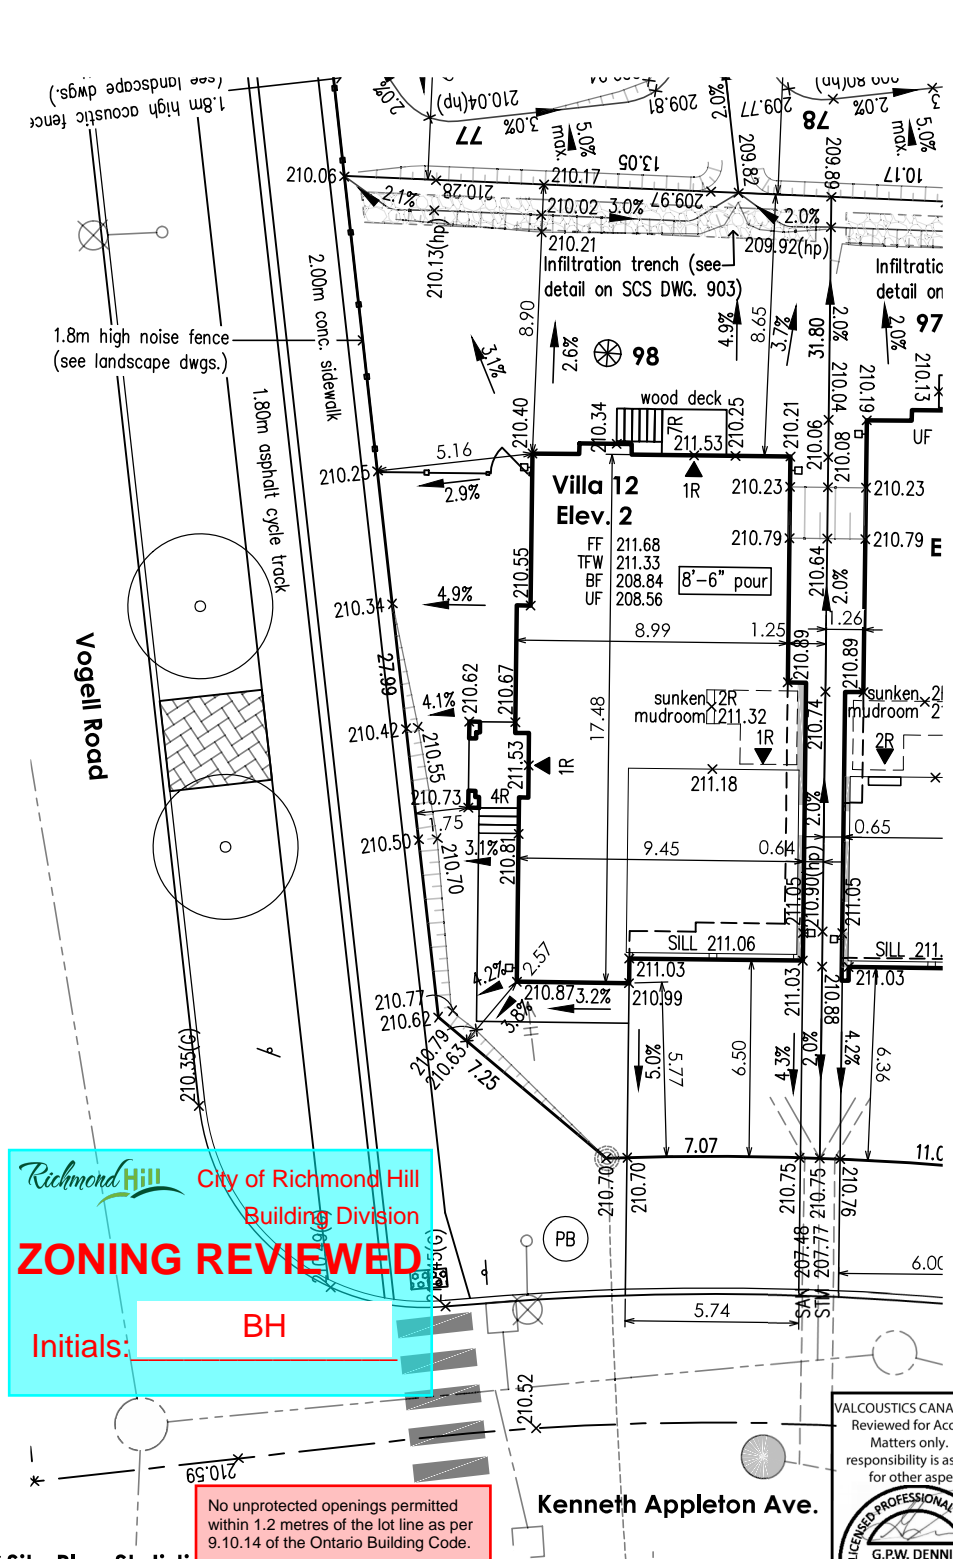 (see landscape dwgs.)
1.8m high acoustic fence
2.0%
210.04(hp)
3.0%
77
5.0%
max.
209.81
2.0%
209.77
209.80(hp)
2.0%
78
5.0%
max.
210.06
2.1%
210.28
210.17
13.05
209.82
209.89
10.17
210.02
3.0%
207.97
2.0%
210.13(hp)
210.21
209.92(hp)
Infiltration trench (see
detail on SCS DWG. 903)
Infiltratic
detail on
8.90
8.65
4.9%
3.7%
31.80
2.0%
2.0%
97
2.00m conc. sidewalk
1.8m high noise fence
(see landscape dwgs.)
3.1%
2.6%
98
210.04
210.19
210.13
1.80m asphalt cycle track
wood deck
210.40
210.34
7R
210.25
210.21
210.06
210.08
UF
211.53
1R
5.16
210.25
2.9%
Villa 12
Elev. 2
210.23
210.23
FF 211.68
TFW 211.33
BF 208.84
UF 208.56
8'-6" pour
210.79
210.79
E
210.55
210.64
2.0%
210.34
4.9%
8.99
1.25
1.26
210.89
210.89
Vogell Road
27.99
210.62
210.67
17.48
sunken 2R
mudroom 211.32
1R
210.74
sunken
mudroom
2R
4.1%
210.42
210.55
211.53
1R
211.18
210.73
4R
2.0%
1.75
210.50
3.1%
210.81
210.70
9.45
0.64
0.65
211.05
210.90(hp)
211.05
SILL 211.06
SILL 211.
2.57
4.2%
211.03
211.03
211.03
210.77
210.62
3.8%
210.87
3.2%
210.99
210.88
210.79
210.63
7.25
5.0%
5.77
6.50
4.3%
2.0%
4.2%
6.36
210.35(G)
7.07
11.0
210.70
210.70
210.75
210.75
210.76
Richmond Hill
City of Richmond Hill
Building Division
ZONING REVIEWED
Initials:
BH
PB
SAN 207.48
STM 207.77
6.00
5.74
210.52
210.59
VALCOUSTICS CANA
Reviewed for Aco
Matters only.
responsibility is as
for other aspe
LICENSED PROFESSIONAL
G.P.W. DENNI
Kenneth Appleton Ave.
No unprotected openings permitted
within 1.2 metres of the lot line as per
9.10.14 of the Ontario Building Code.